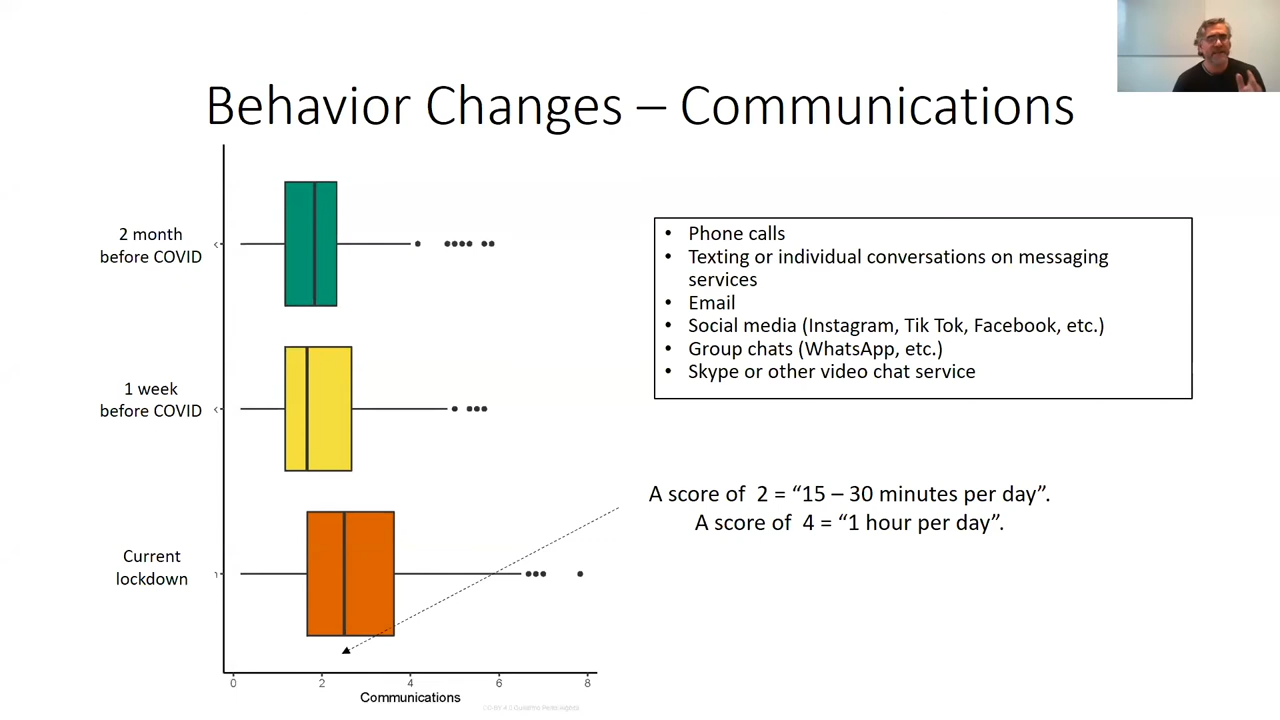 Behavior Changes – Communications
2 month
before COVID
1 week
before COVID
Current
lockdown
0 2 4 6 8
Communications
• Phone calls
• Texting or individual conversations on messaging
services
• Email
• Social media (Instagram, Tik Tok, Facebook, etc.)
• Group chats (WhatsApp, etc.)
• Skype or other video chat service
A score of 2 = “15 – 30 minutes per day”.
A score of 4 = “1 hour per day”.